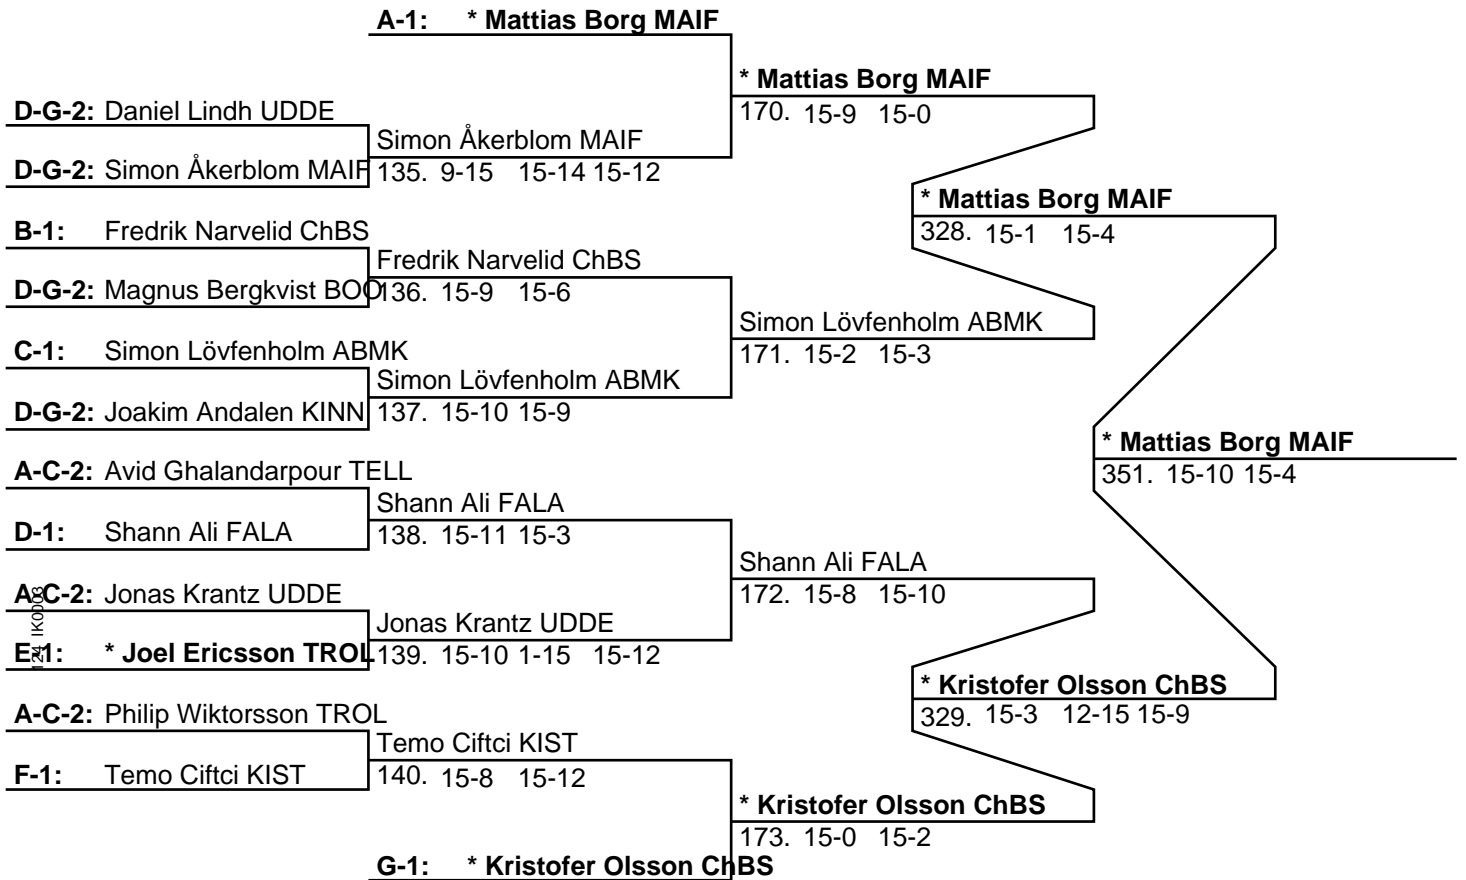 A-1: * Mattias Borg MAIF
* Mattias Borg MAIF
170. 15-9 15-0
D-G-2: Daniel Lindh UDDE
Simon Åkerblom MAIF
D-G-2: Simon Åkerblom MAIF
135. 9-15 15-14 15-12
* Mattias Borg MAIF
328. 15-1 15-4
B-1: Fredrik Narvelid ChBS
Fredrik Narvelid ChBS
D-G-2: Magnus Bergkvist BOO
136. 15-9 15-6
Simon Lövfenholm ABMK
171. 15-2 15-3
C-1: Simon Lövfenholm ABMK
Simon Lövfenholm ABMK
D-G-2: Joakim Andalen KINN
137. 15-10 15-9
* Mattias Borg MAIF
351. 15-10 15-4
A-C-2: Avid Ghalandarpour TELL
Shann Ali FALA
D-1: Shann Ali FALA
138. 15-11 15-3
Shann Ali FALA
172. 15-8 15-10
A-C-2: Jonas Krantz UDDE
Jonas Krantz UDDE
E-1: * Joel Ericsson TROL
139. 15-10 1-15 15-12
124 IK0003
* Kristofer Olsson ChBS
329. 15-3 12-15 15-9
A-C-2: Philip Wiktorsson TROL
Temo Ciftci KIST
F-1: Temo Ciftci KIST
140. 15-8 15-12
* Kristofer Olsson ChBS
173. 15-0 15-2
G-1: * Kristofer Olsson ChBS